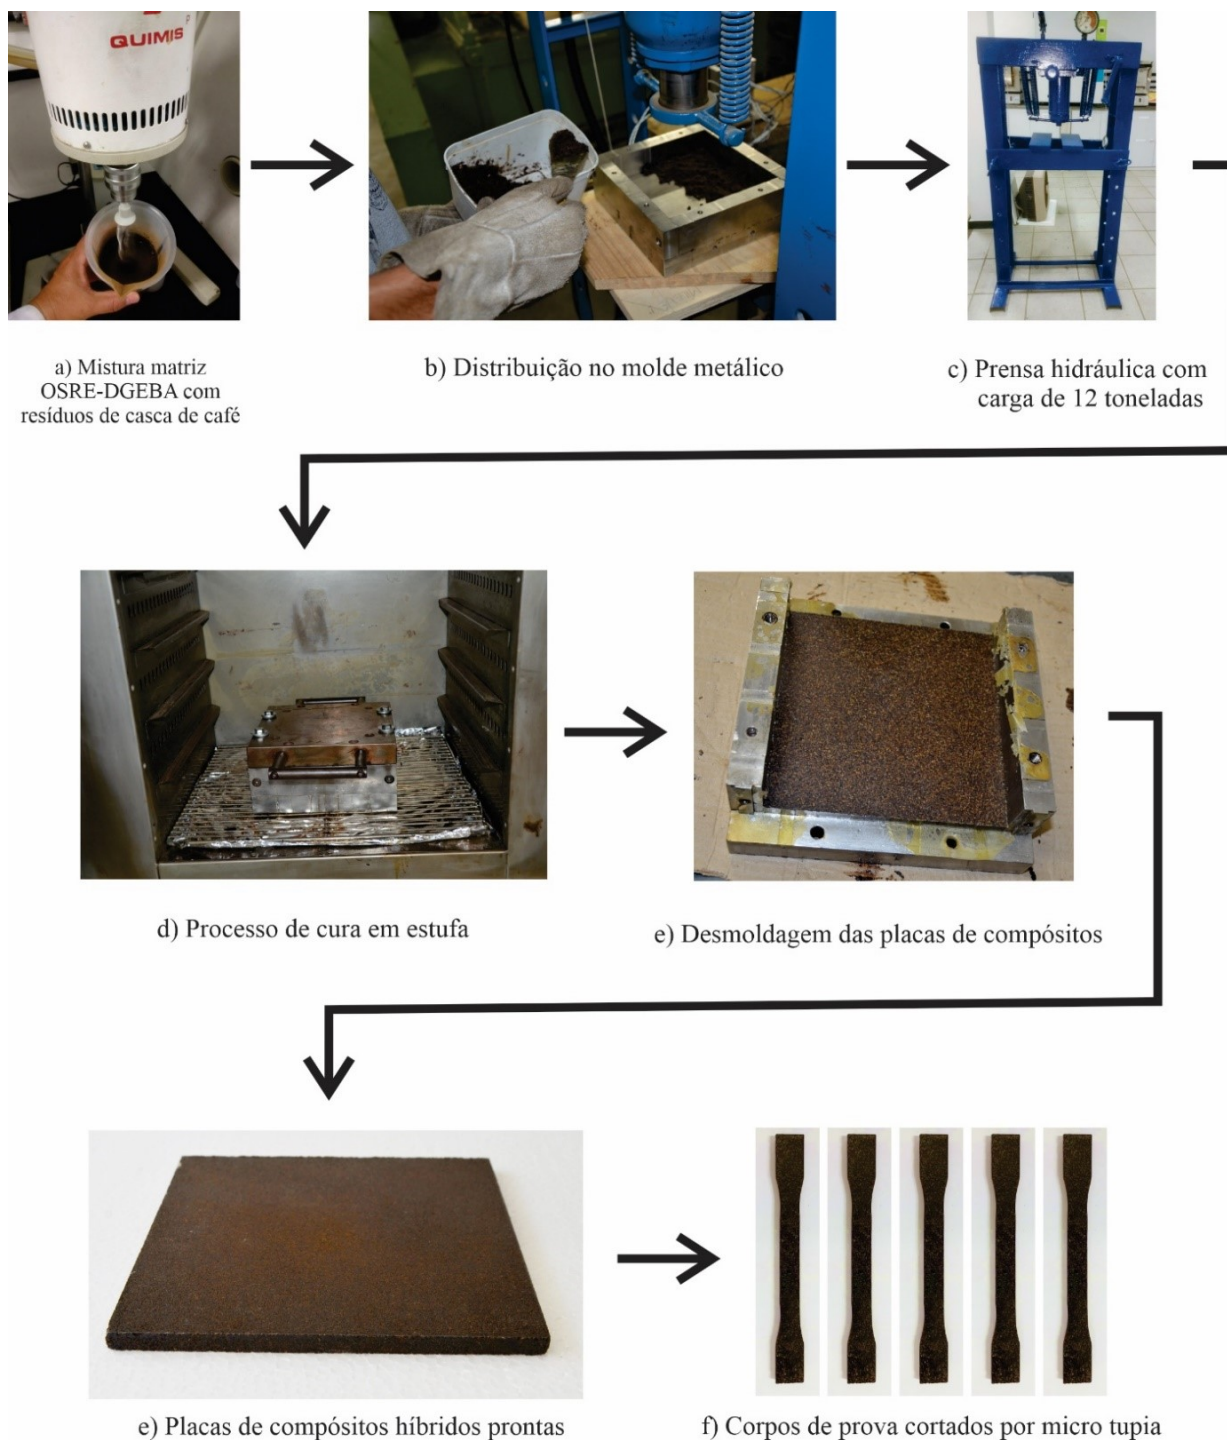 QUIMIS
a) Mistura matriz
OSRE-DGEBA com
resíduos de casca de café
b) Distribuição no molde metálico
c) Prensa hidráulica com
carga de 12 toneladas
d) Processo de cura em estufa
e) Desmoldagem das placas de compósitos
e) Placas de compósitos híbridos prontas
f) Corpos de prova cortados por micro tupia